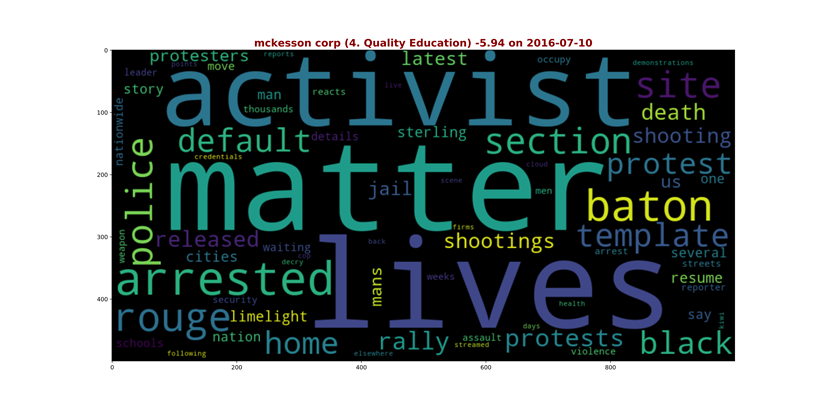 mckesson corp (4. Quality Education) -5.94 on 2016-07-10
protesters reports latest occupy demonstrations
points move
leader activist site
story man reacts live
thousands death
nationwide default details sterling section shooting
credentials matter cloud protest
police jail scene us one
men baton
weapon released firms template
waiting back shootings
cities cop lives arrest several
decry streets
arrested mans weeks resume
reporter
security health
rouge limelight say kiwi
nation days
schools home rally assault protests black
following elsewhere streamed violence
0
100
200
300
400
0 200 400 600 800